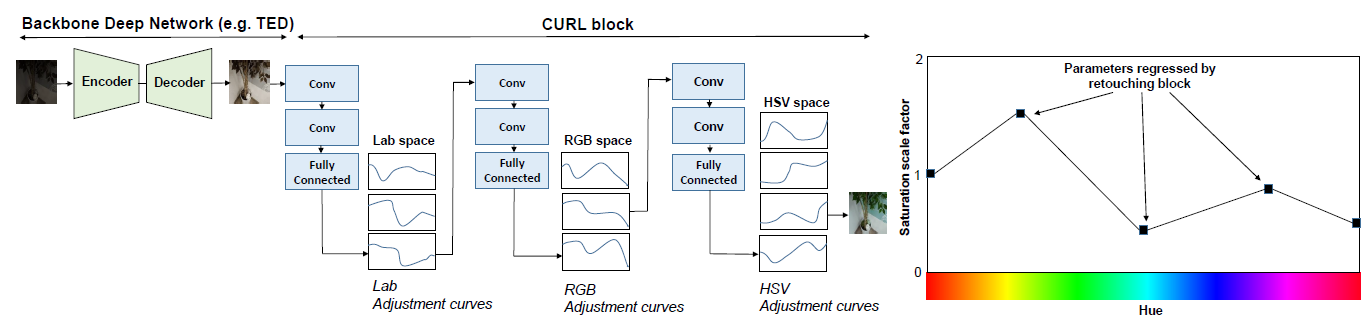 Backbone Deep Network (e.g. TED)
CURL block
Encoder
Decoder
Conv
Conv
Fully
Connected
Lab space
Lab
Adjustment curves
Conv
Conv
Fully
Connected
RGB space
RGB
Adjustment curves
Conv
Conv
Fully
Connected
HSV space
HSV
Adjustment curves
Saturation scale factor
2
1
0
Parameters regressed by
retouching block
Hue